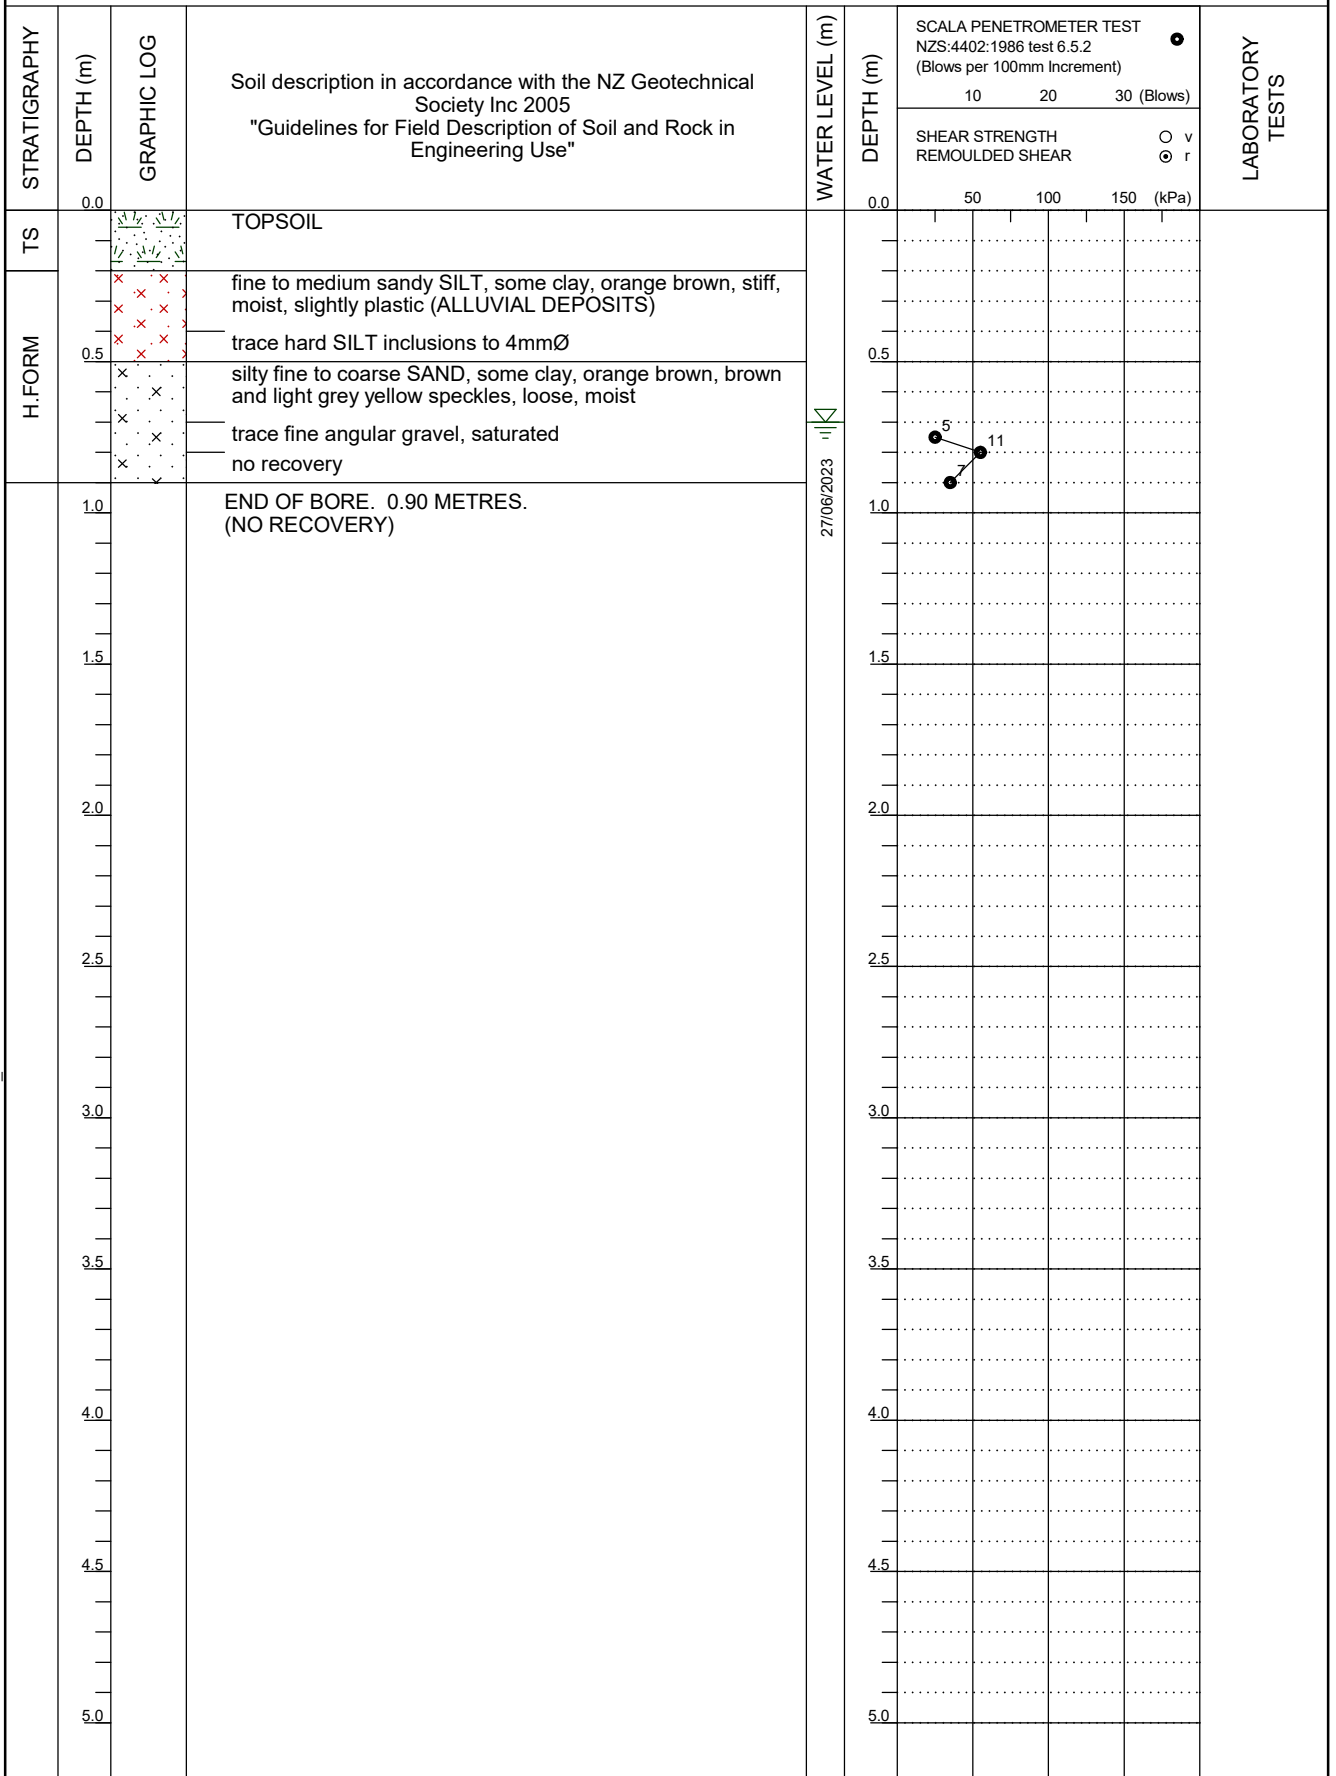 STRATIGRAPHY
DEPTH (m)
GRAPHIC LOG
Soil description in accordance with the NZ Geotechnical
Society Inc 2005
"Guidelines for Field Description of Soil and Rock in
Engineering Use"
WATER LEVEL (m)
DEPTH (m)
SCALA PENETROMETER TEST
NZS:4402:1986 test 6.5.2
(Blows per 100mm Increment)
10 20 30 (Blows)
SHEAR STRENGTH v
REMOULDED SHEAR r
50 100 150 (kPa)
LABORATORY
TESTS
0.0 0.0
TS
TOPSOIL
H.FORM
fine to medium sandy SILT, some clay, orange brown, stiff,
moist, slightly plastic (ALLUVIAL DEPOSITS)
trace hard SILT inclusions to 4mmØ
0.5 0.5
silty fine to coarse SAND, some clay, orange brown, brown
and light grey yellow speckles, loose, moist
trace fine angular gravel, saturated
5
11
no recovery
7
27/06/2023
END OF BORE. 0.90 METRES.
(NO RECOVERY)
1.0 1.0
1.5 1.5
2.0 2.0
2.5 2.5
3.0 3.0
3.5 3.5
4.0 4.0
4.5 4.5
5.0 5.0